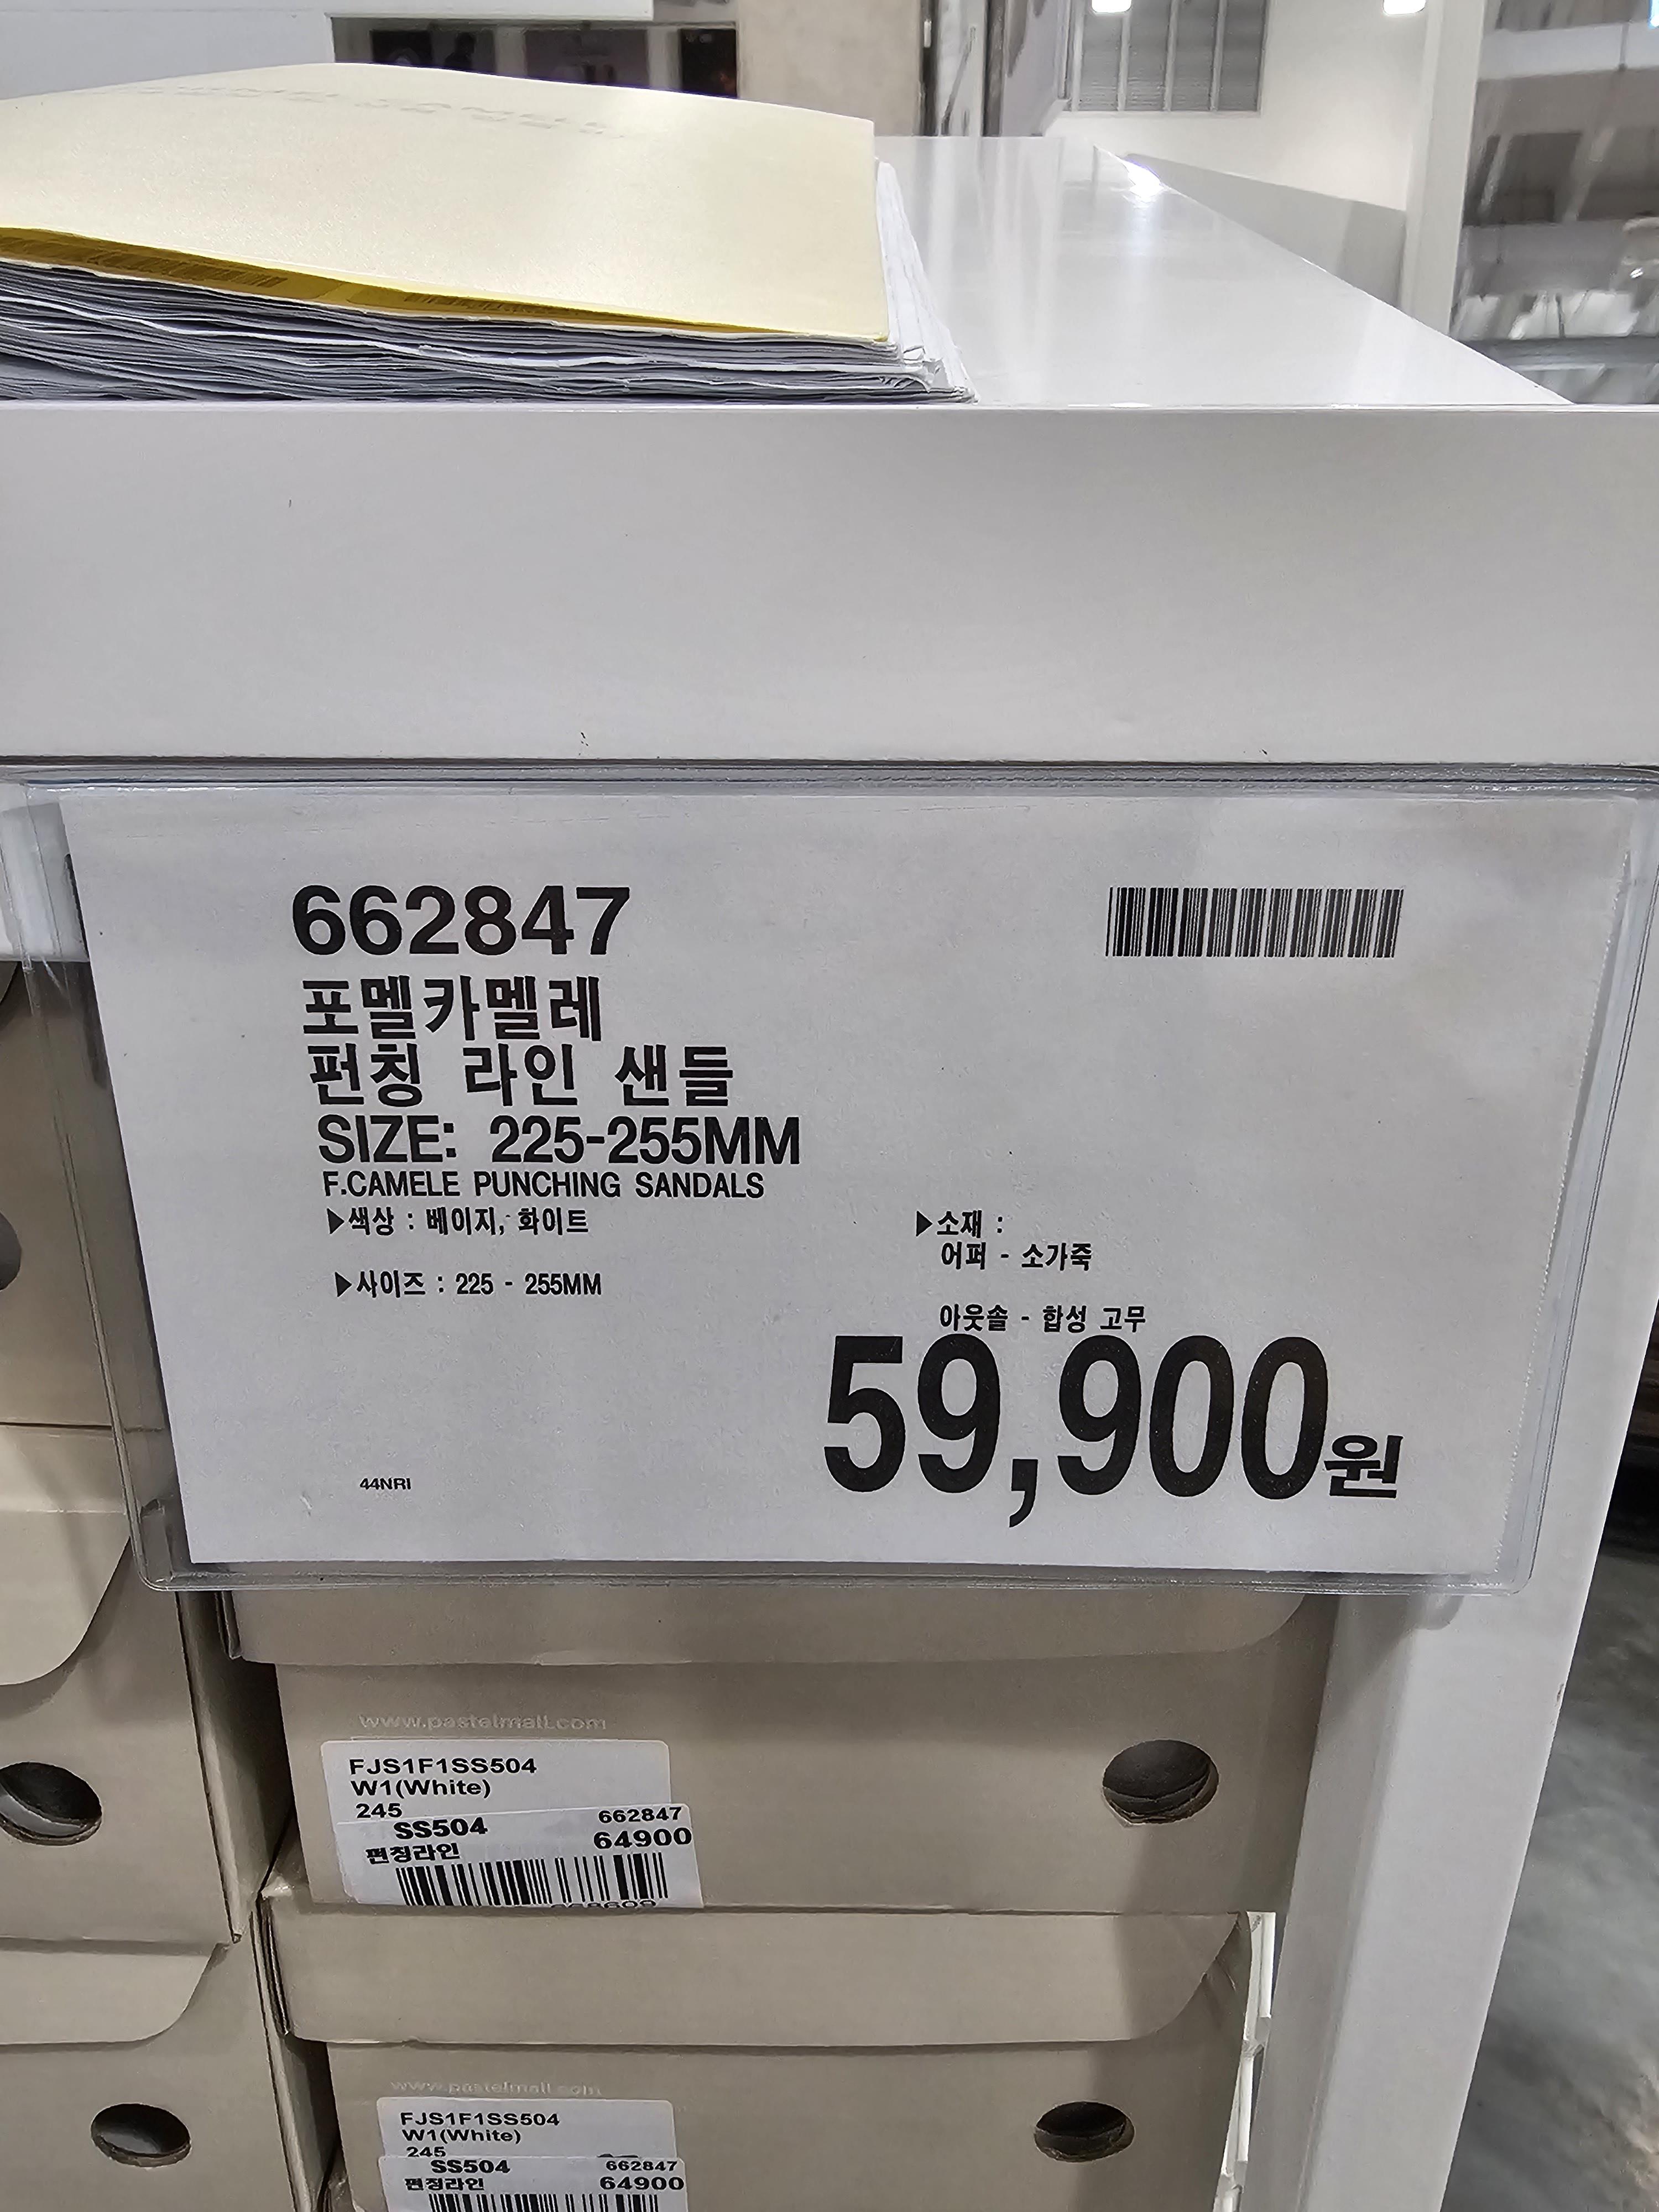 662847
포멜카멜레
펀칭 라인 샌들
SIZE: 225-255MM
F.CAMELE PUNCHING SANDALS
▶색상 : 베이지, 화이트
▶사이즈 : 225 - 255MM
▶소재 :
어퍼 - 소가죽
아웃솔 - 합성 고무
59,900원
44NRI
www.pastelmall.com
FJS1F1SS504
W1(White)
245
SS504 662847
펀칭라인 64900
www.pastelmall.com
FJS1F1SS504
W1(White)
245
SS504 662847
펀칭라인 64900